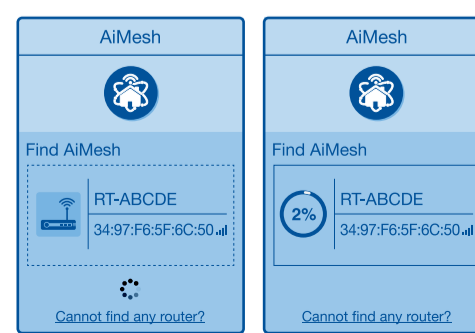 AiMesh
Find AiMesh
RT-ABCDE
34:97:F6:5F:6C:50
Cannot find any router?
AiMesh
Find AiMesh
2%
RT-ABCDE
34:97:F6:5F:6C:50
Cannot find any router?